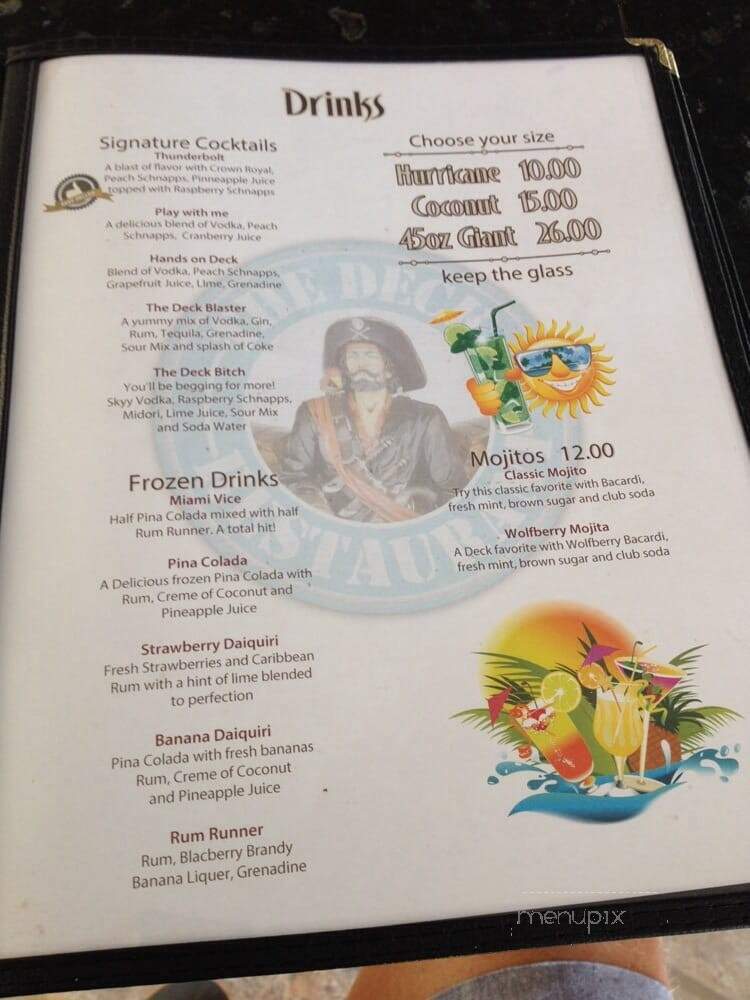 Drinks
Signature Cocktails
Thunderbolt
A blast of flavor with Crown Royal,
Peach Schnapps, Pinneapple Juice
topped with Raspberry Schnapps
Play with me
A delicious blend of Vodka, Peach
Schnapps, Cranberry Juice
Hands on Deck
Blend of Vodka, Peach Schnapps,
Grapefruit Juice, Lime, Grenadine
The Deck Blaster
A yummy mix of Vodka, Gin,
Rum, Tequila, Grenadine,
Sour Mix and splash of Coke
The Deck Bitch
You'll be begging for more!
Skyy Vodka, Raspberry Schnapps,
Midori, Lime Juice, Sour Mix
and Soda Water
Frozen Drinks
Miami Vice
Half Pina Colada mixed with half
Rum Runner. A total hit!
Pina Colada
A Delicious frozen Pina Colada with
Rum, Creme of Coconut and
Pineapple Juice
Strawberry Daiquiri
Fresh Strawberries and Caribbean
Rum with a hint of lime blended
to perfection
Banana Daiquiri
Pina Colada with fresh bananas
Rum, Creme of Coconut
and Pineapple Juice
Rum Runner
Rum, Blacberry Brandy
Banana Liquer, Grenadine
Choose your size
Hurricane 10.00
Coconut 15.00
45oz Giant 26.00
keep the glass
Mojitos 12.00
Classic Mojito
Try this classic favorite with Bacardi,
fresh mint, brown sugar and club soda
Wolfberry Mojita
A Deck favorite with Wolfberry Bacardi,
fresh mint, brown sugar and club soda
menupix